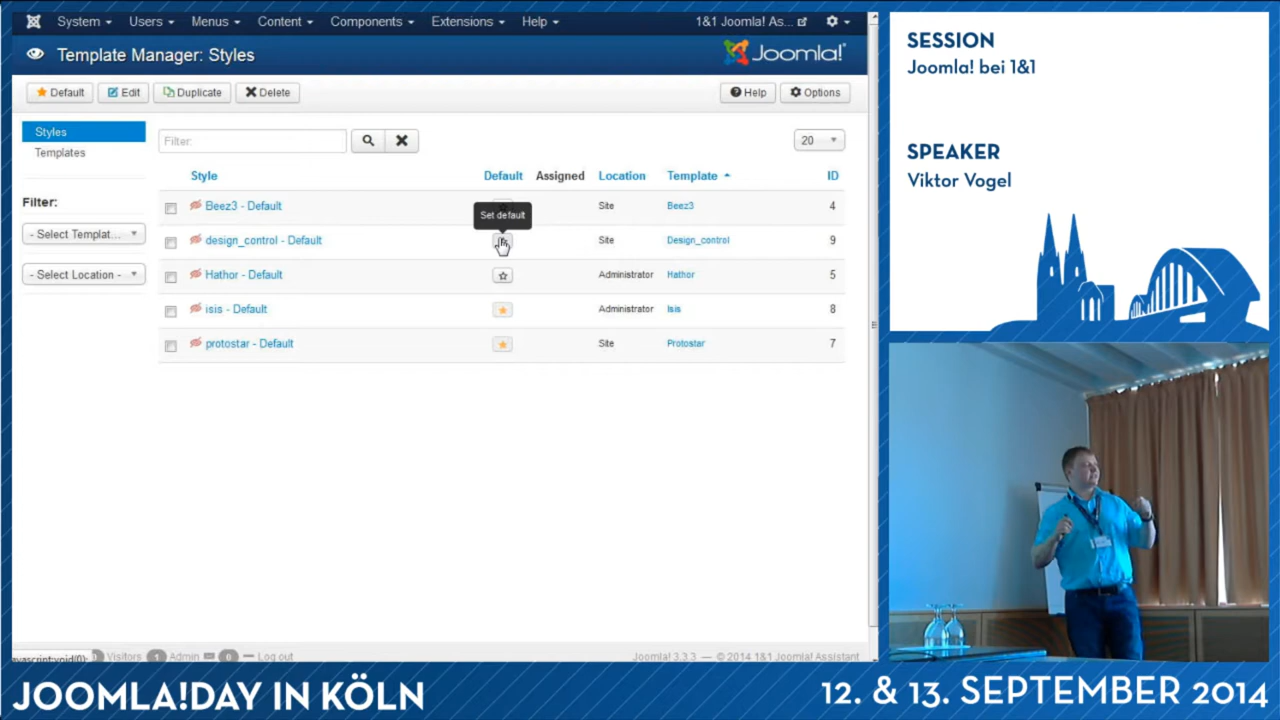 System Users Menus Content Components Extensions Help 1&1 Joomla! As...
Template Manager: Styles
Joomla!
Default Edit Duplicate Delete Help Options
Styles
Templates
Filter:
20
Style Default Assigned Location Template ID
Beez3 - Default Site Beez3 4
Set default
design_control - Default Site Design_control 9
Hathor - Default Administrator Hathor 5
isis - Default Administrator Isis 8
protostar - Default Site Protostar 7
Filter:
- Select Templat...
- Select Location -
Visitors 1 Admin 0 Log out
Joomla! 3.3.3 — © 2014 1&1 Joomla! Assistant
SESSION
Joomla! bei 1&1
SPEAKER
Viktor Vogel
JOOMLA!DAY IN KÖLN
12. & 13. SEPTEMBER 2014